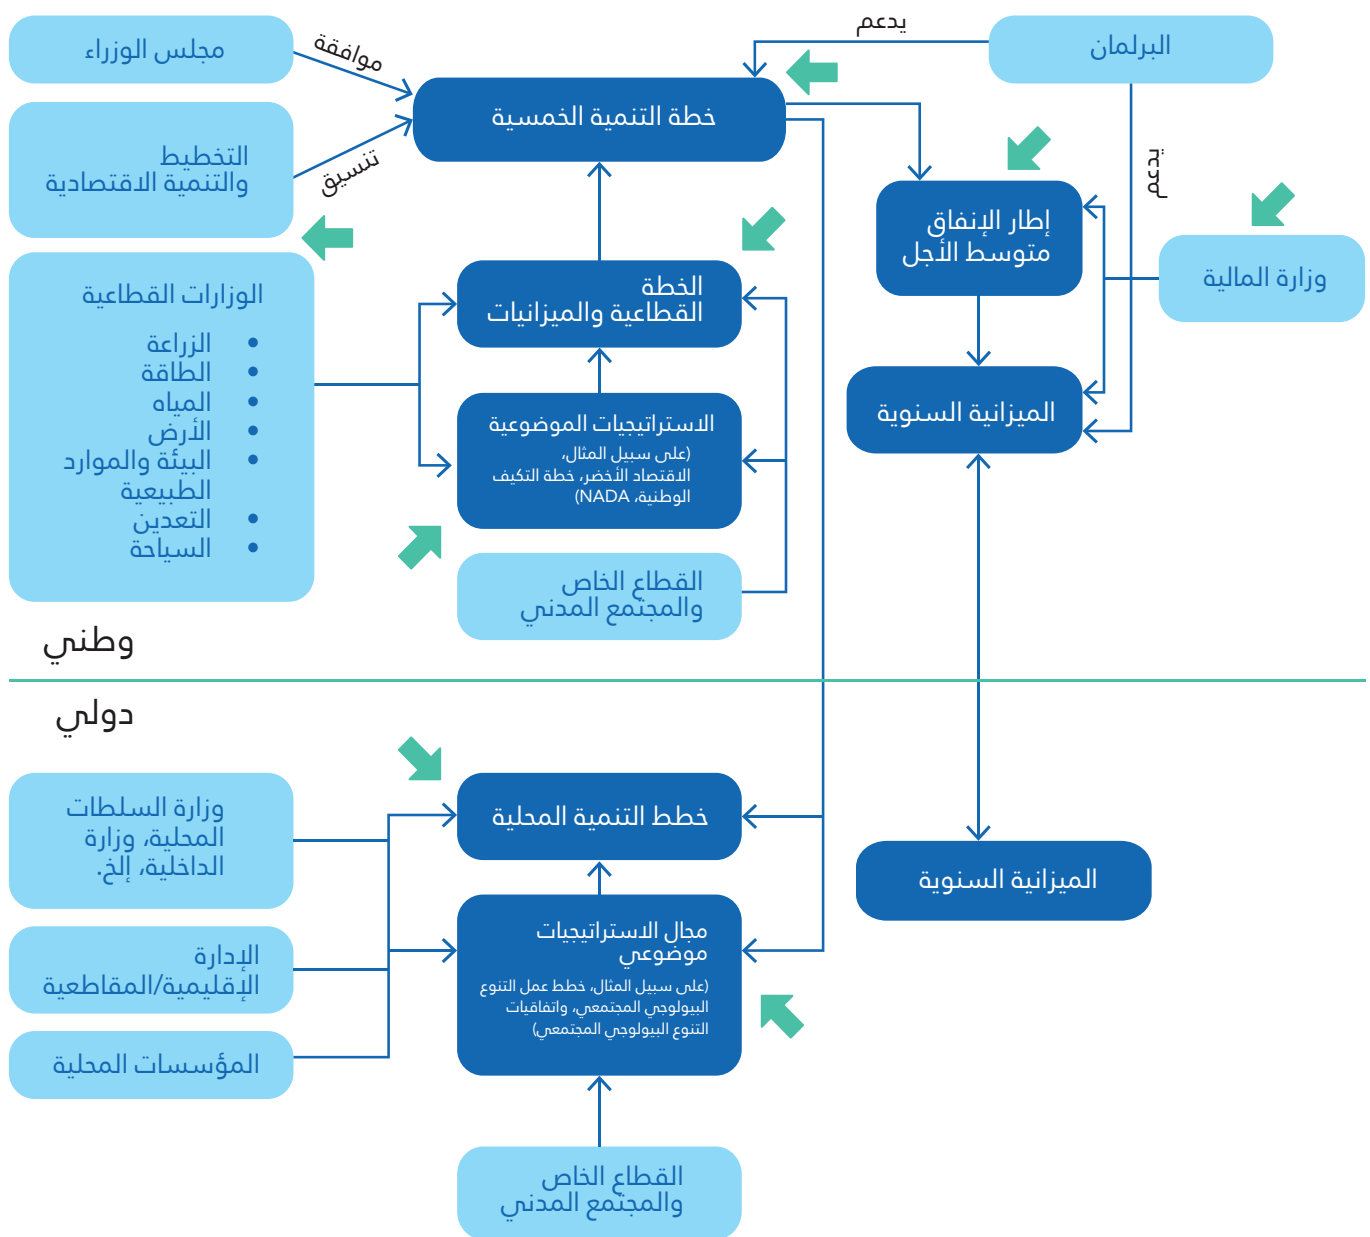 البرلمان
يدعم
يدعم
مجلس الوزراء
موافقة
خطة التنمية الخمسية
التخطيط
والتنمية الاقتصادية
تنسيق
إطار الإنفاق
متوسط الأجل
وزارة المالية
الوزارات القطاعية
• الزراعة
• الطاقة
• المياه
• الأرض
• البيئة والموارد
الطبيعية
• التعدين
• السياحة
الخطة
القطاعية والميزانيات
الميزانية السنوية
الاستراتيجيات الموضوعية
(على سبيل المثال،
الاقتصاد الأخضر، خطة التكيف
الوطنية، NADA)
القطاع الخاص
والمجتمع المدني
وطني
دولي
وزارة السلطات
المحلية، وزارة
الداخلية، إلخ.
خطط التنمية المحلية
الميزانية السنوية
مجال الاستراتيجيات
موضوعي
(على سبيل المثال، خطط عمل التنوع
البيولوجي المجتمعي، واتفاقيات
التنوع البيولوجي المجتمعي)
الإدارة
الإقليمية/المقاطعية
المؤسسات المحلية
القطاع الخاص
والمجتمع المدني